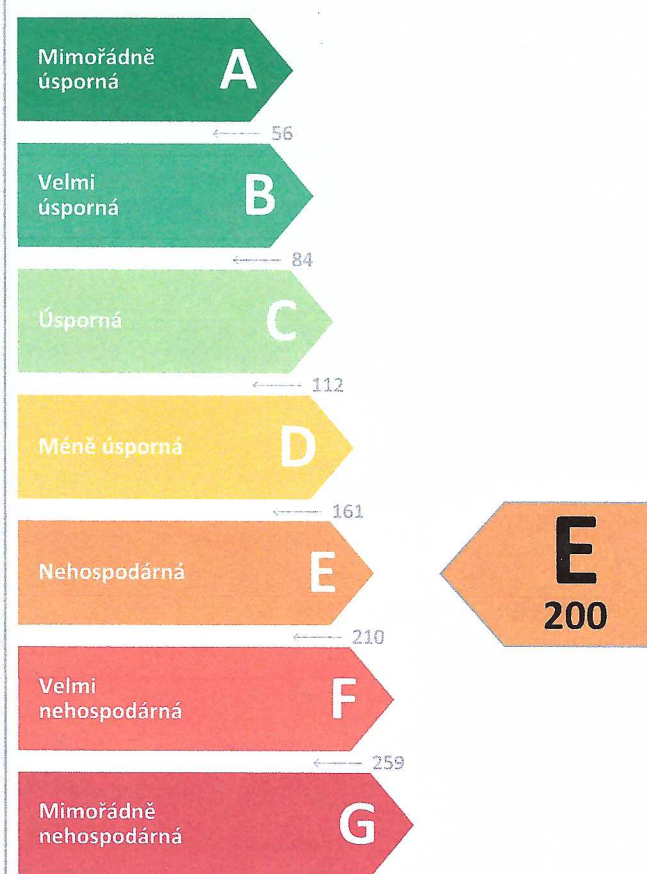 Mimořádně
úsporná
A
56
Velmi
úsporná
B
84
Úsporná
C
112
Méně úsporná
D
161
Nehospodárná
E
E
200
210
Velmi
nehospodárná
F
259
Mimořádně
nehospodárná
G